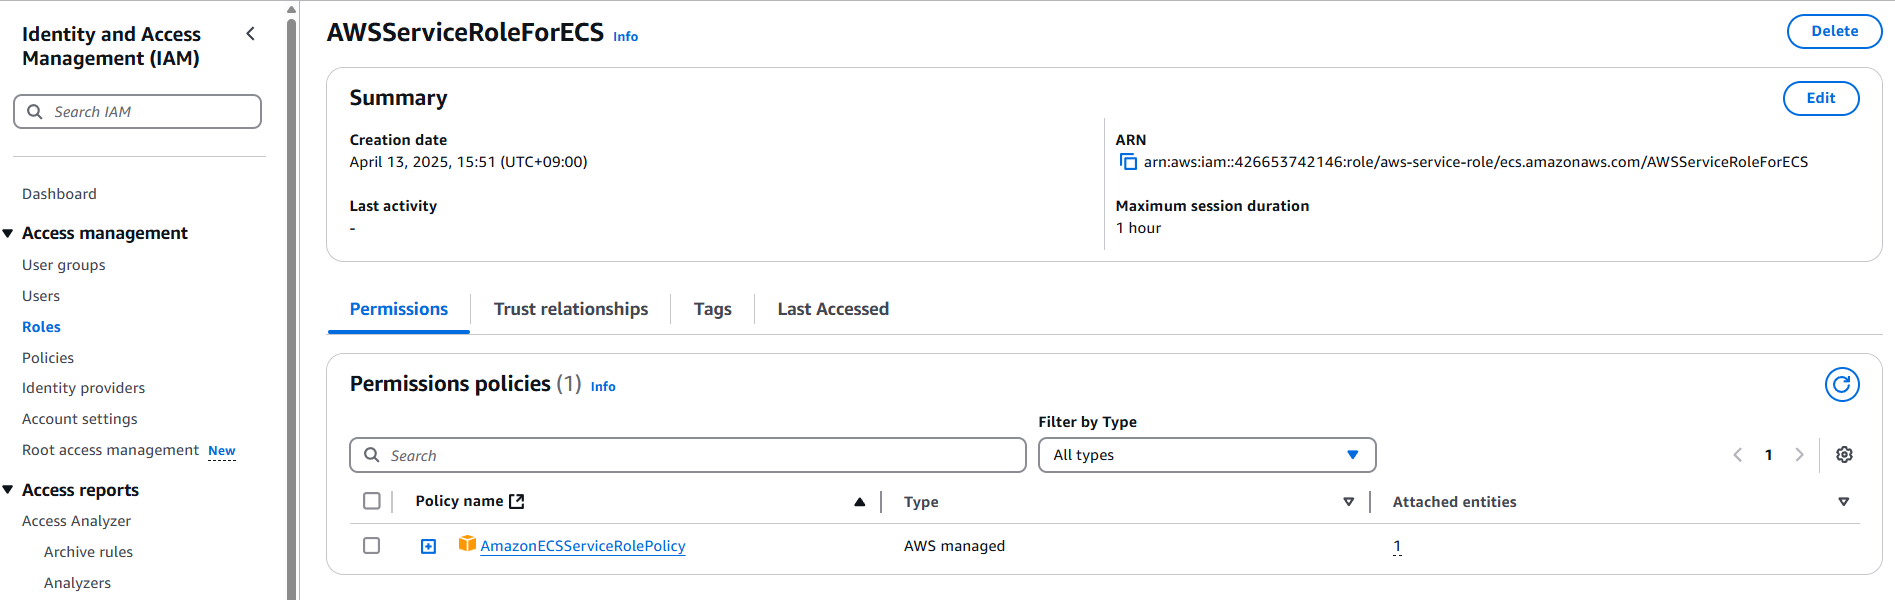 Identity and Access
Management (IAM)
Search IAM
Dashboard
Access management
User groups
Users
Roles
Policies
Identity providers
Account settings
Root access management New
Access reports
Access Analyzer
Archive rules
Analyzers
AWSServiceRoleForECS Info
Delete
Summary
Edit
Creation date
April 13, 2025, 15:51 (UTC+09:00)
ARN
arn:aws:iam::426653742146:role/aws-service-role/ecs.amazonaws.com/AWSServiceRoleForECS
Last activity
-
Maximum session duration
1 hour
Permissions
Trust relationships
Tags
Last Accessed
Permissions policies (1) Info
Filter by Type
Search
All types
1
Policy name
Type
Attached entities
AmazonECSServiceRolePolicy
AWS managed
1